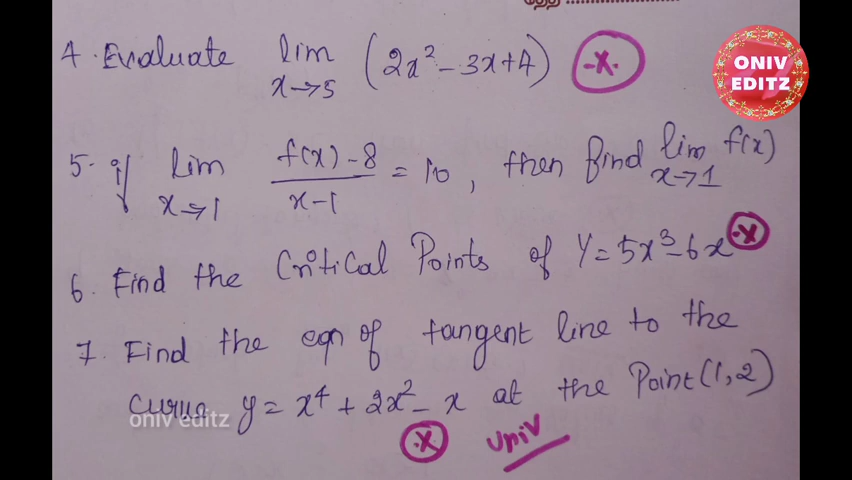 4. Evaluate lim x→5 (2x² - 3x + 4) ·x·
ONIV
EDITZ
5. if lim x→1 f(x) - 8 / x - 1 = 10, then find lim x→1 f(x)
6. Find the Critical Points of Y = 5x³ - 6x ·x
7. Find the eqn of tangent line to the
curve y = x⁴ + 2x² - x at the Point (1, 2)
oniv editz
·x univ